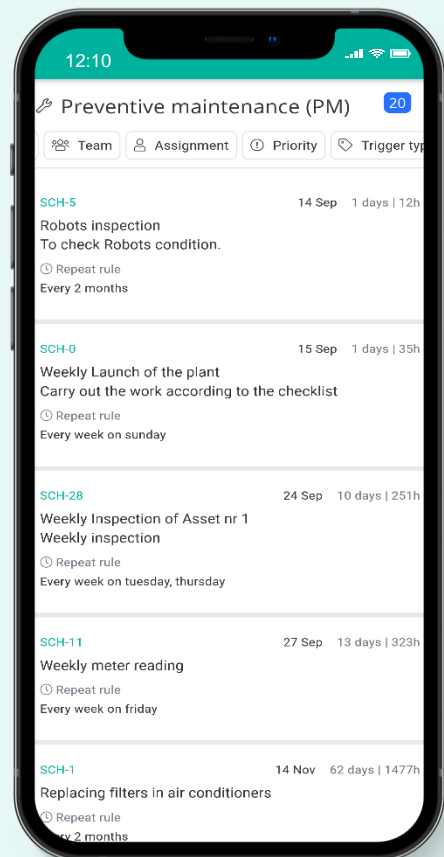 12:10
Preventive maintenance (PM) 20
Team Assignment Priority Trigger typ
SCH-5 14 Sep 1 days | 12h
Robots inspection
To check Robots condition.
Repeat rule
Every 2 months
SCH-0 15 Sep 1 days | 35h
Weekly Launch of the plant
Carry out the work according to the checklist
Repeat rule
Every week on sunday
SCH-28 24 Sep 10 days | 251h
Weekly Inspection of Asset nr 1
Weekly inspection
Repeat rule
Every week on tuesday, thursday
SCH-11 27 Sep 13 days | 323h
Weekly meter reading
Repeat rule
Every week on friday
SCH-1 14 Nov 62 days | 1477h
Replacing filters in air conditioners
Repeat rule
Every 2 months